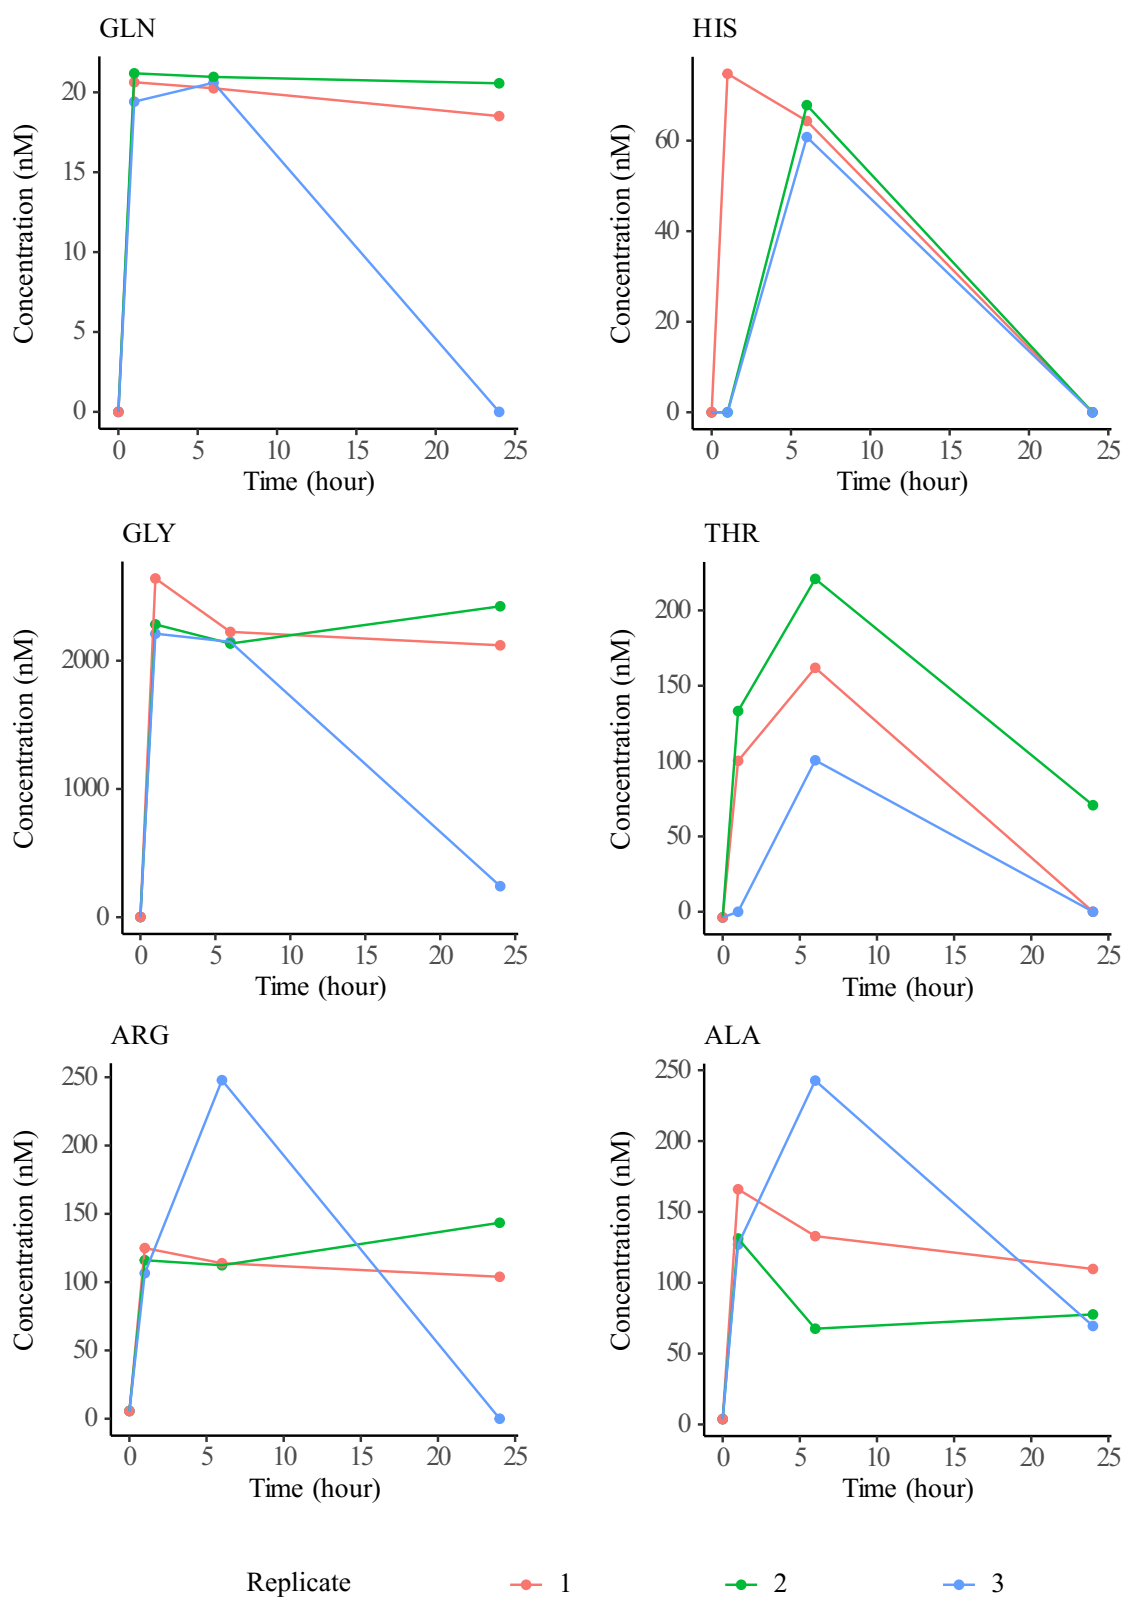 GLN
Concentration (nM)
20
15
10
5
0
0 5 10 15 20 25
Time (hour)
HIS
Concentration (nM)
60
40
20
0
0 5 10 15 20 25
Time (hour)
GLY
Concentration (nM)
2000
1000
0
0 5 10 15 20 25
Time (hour)
THR
Concentration (nM)
200
150
100
50
0
0 5 10 15 20 25
Time (hour)
ARG
Concentration (nM)
250
200
150
100
50
0
0 5 10 15 20 25
Time (hour)
ALA
Concentration (nM)
250
200
150
100
50
0
0 5 10 15 20 25
Time (hour)
Replicate 1 2 3